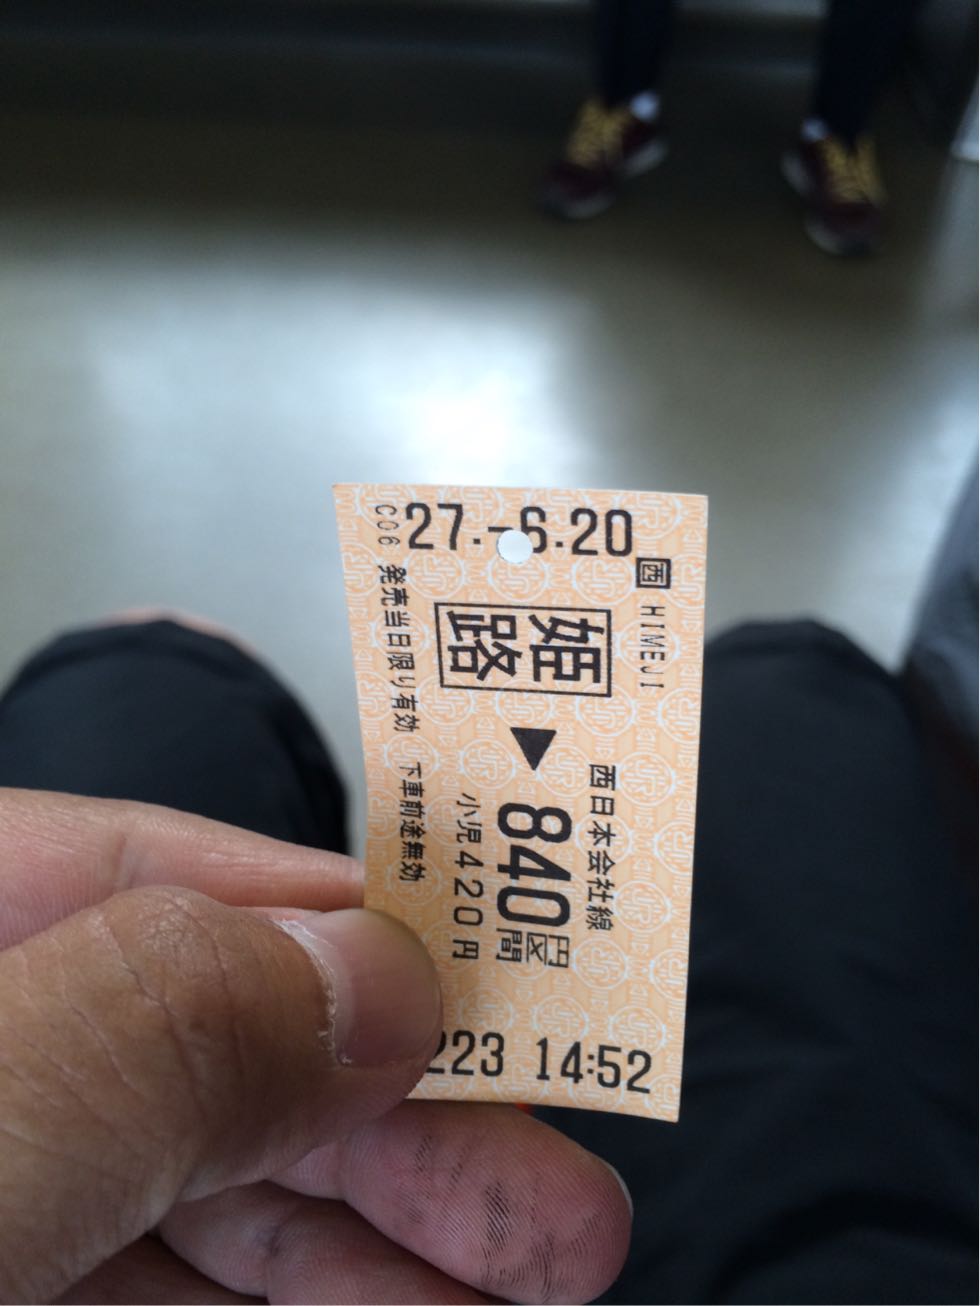 27.-6.20
西 HIMEJI
姫路
▶
西日本会社線
840円区間
小児420円
C06 発売当日限り有効 下車前途無効
223 14:52